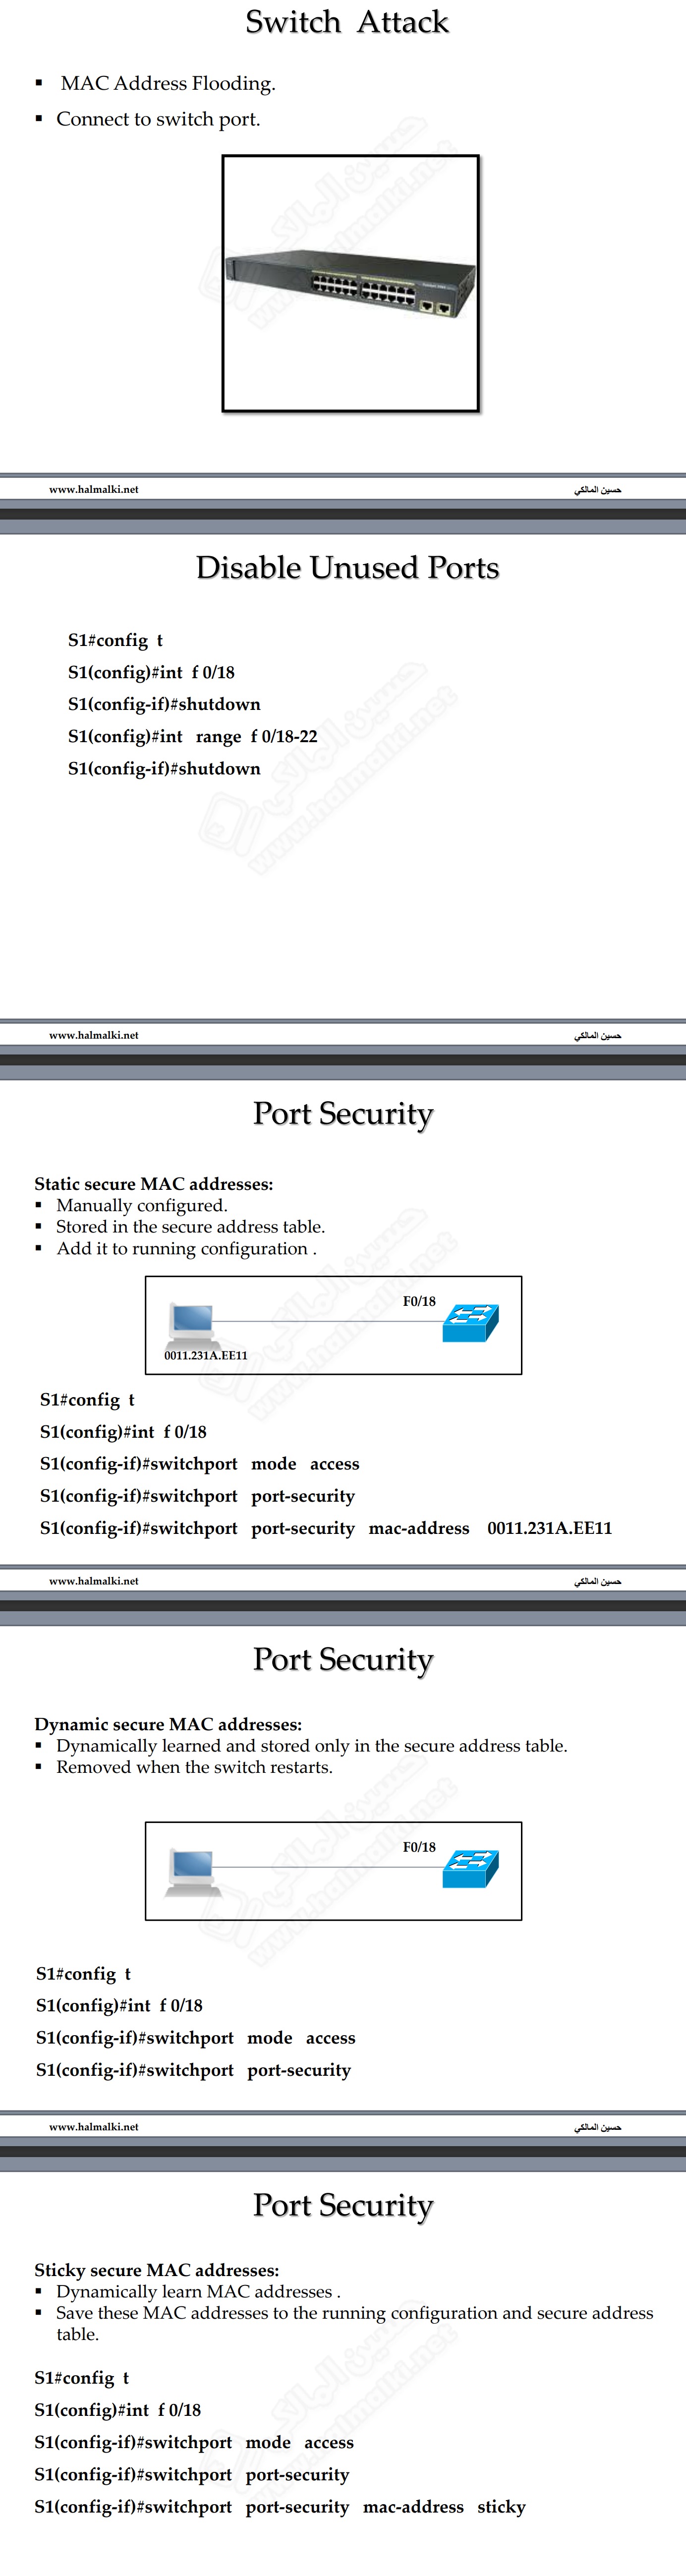 Switch Attack
▪ MAC Address Flooding.
▪ Connect to switch port.
www.halmalki.net
حسين المالكي
Disable Unused Ports
S1#config t
S1(config)#int f 0/18
S1(config-if)#shutdown
S1(config)#int range f 0/18-22
S1(config-if)#shutdown
www.halmalki.net
حسين المالكي
Port Security
Static secure MAC addresses:
▪ Manually configured.
▪ Stored in the secure address table.
▪ Add it to running configuration .
F0/18
0011.231A.EE11
S1#config t
S1(config)#int f 0/18
S1(config-if)#switchport mode access
S1(config-if)#switchport port-security
S1(config-if)#switchport port-security mac-address 0011.231A.EE11
www.halmalki.net
حسين المالكي
Port Security
Dynamic secure MAC addresses:
▪ Dynamically learned and stored only in the secure address table.
▪ Removed when the switch restarts.
F0/18
S1#config t
S1(config)#int f 0/18
S1(config-if)#switchport mode access
S1(config-if)#switchport port-security
www.halmalki.net
حسين المالكي
Port Security
Sticky secure MAC addresses:
▪ Dynamically learn MAC addresses .
▪ Save these MAC addresses to the running configuration and secure address
table.
S1#config t
S1(config)#int f 0/18
S1(config-if)#switchport mode access
S1(config-if)#switchport port-security
S1(config-if)#switchport port-security mac-address sticky